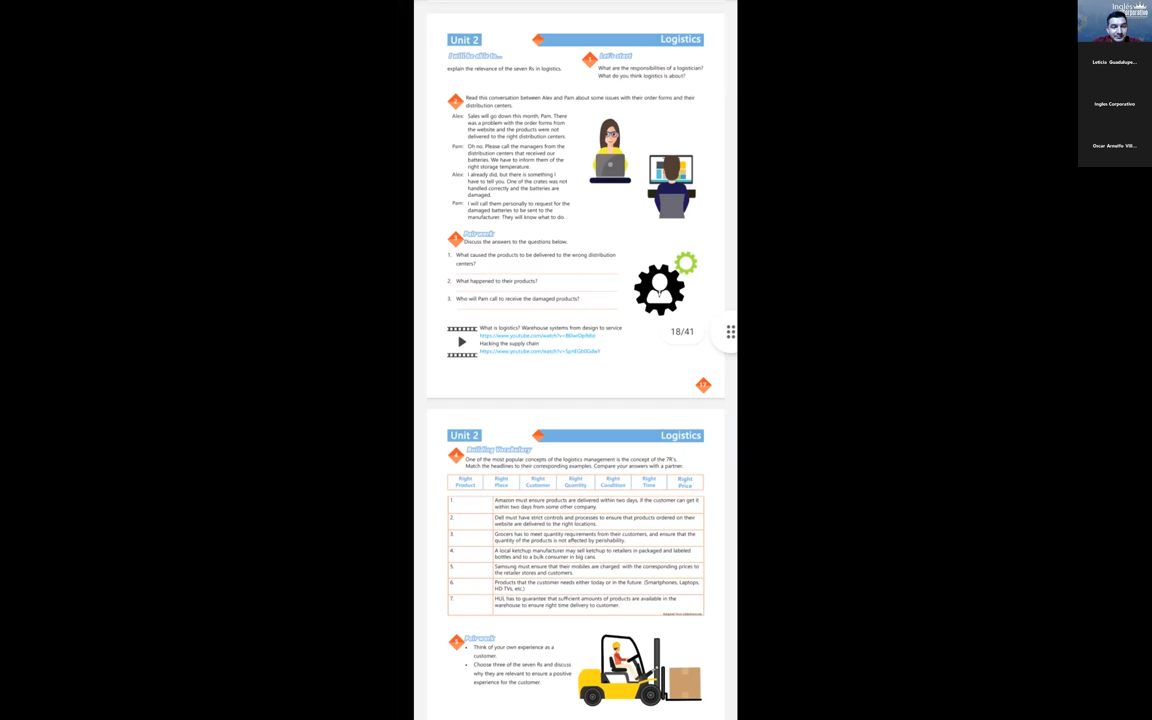 Unit 2
Logistics
I will be able to...
explain the relevance of the seven Rs in logistics.
1
Let's start
What are the responsibilities of a logistician?
What do you think logistics is about?
2
Read this conversation between Alex and Pam about some issues with their order forms and their
distribution centers.
Alex: Sales will go down this month, Pam. There
was a problem with the order forms from
the website and the products were not
delivered to the right distribution centers.
Pam: Oh no. Please call the managers from the
distribution centers that received our
batteries. We have to inform them of the
right storage temperature.
Alex: I already did, but there is something I
have to tell you. One of the crates was not
handled correctly and the batteries are
damaged.
Pam: I will call them personally to request for the
damaged batteries to be sent to the
manufacturer. They will know what to do.
3
Pair work
Discuss the answers to the questions below.
1. What caused the products to be delivered to the wrong distribution
centers?
2. What happened to their products?
3. Who will Pam call to receive the damaged products?
What is logistics? Warehouse systems from design to service
Hacking the supply chain
18/41
12
Unit 2
Logistics
4
Building Vocabulary
One of the most popular concepts of the logistics management is the concept of the 7R's.
Match the headlines to their corresponding examples. Compare your answers with a partner.
Right Product
Right Place
Right Customer
Right Quantity
Right Condition
Right Time
Right Price
1. Amazon must ensure products are delivered within two days, if the customer can get it
within two days from some other company.
2. Dell must have strict controls and processes to ensure that products ordered on their
website are delivered to the right locations.
3. Grocers has to meet quantity requirements from their customers, and ensure that the
quantity of the products is not affected by perishability.
4. A local ketchup manufacturer may sell ketchup to retailers in packaged and labeled
bottles and to a bulk consumer in big cans.
5. Samsung must ensure that their mobiles are charged with the corresponding prices to
the retailer stores and customers.
6. Products that the customer needs either today or in the future. (Smartphones, Laptops,
HD TVs, etc.)
7. HUL has to guarantee that sufficient amounts of products are available in the
warehouse to ensure right time delivery to customer.
5
Pair work
• Think of your own experience as a
customer.
• Choose three of the seven Rs and discuss
why they are relevant to ensure a positive
experience for the customer.
Inglés
Corporativo
Leticia Guadalupe...
Ingles Corporativo
Oscar Arnulfo Vill...